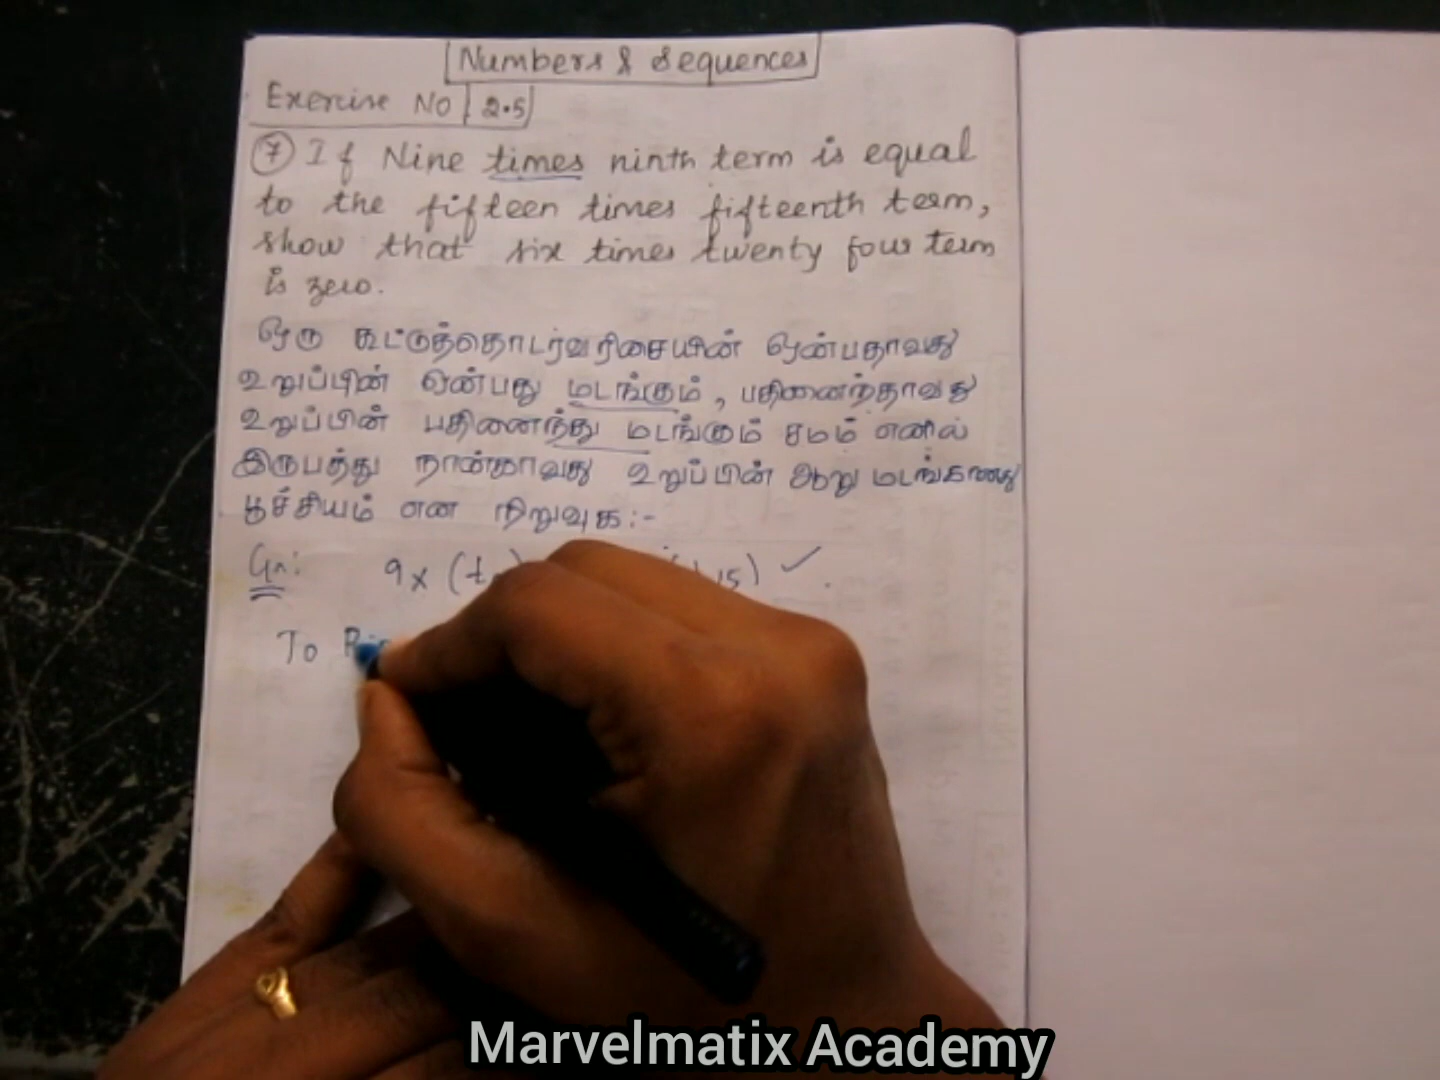 Numbers & Sequences
Exercise No 2.5
7 If Nine times ninth term is equal
to the fifteen times fifteenth term,
show that six times twenty four term
is zero.
ஒரு கூட்டுத்தொடர்வரிசையின் ஒன்பதாவது
உறுப்பின் ஒன்பது மடங்கும், பதினைந்தாவது
உறுப்பின் பதினைந்து மடங்கும் சமம் எனில்
இருபத்து நான்காவது உறுப்பின் ஆறு மடங்கானது
பூச்சியம் என நிறுவுக:-
Gn: 9 x (t 15) ✓.
To
Marvelmatix Academy